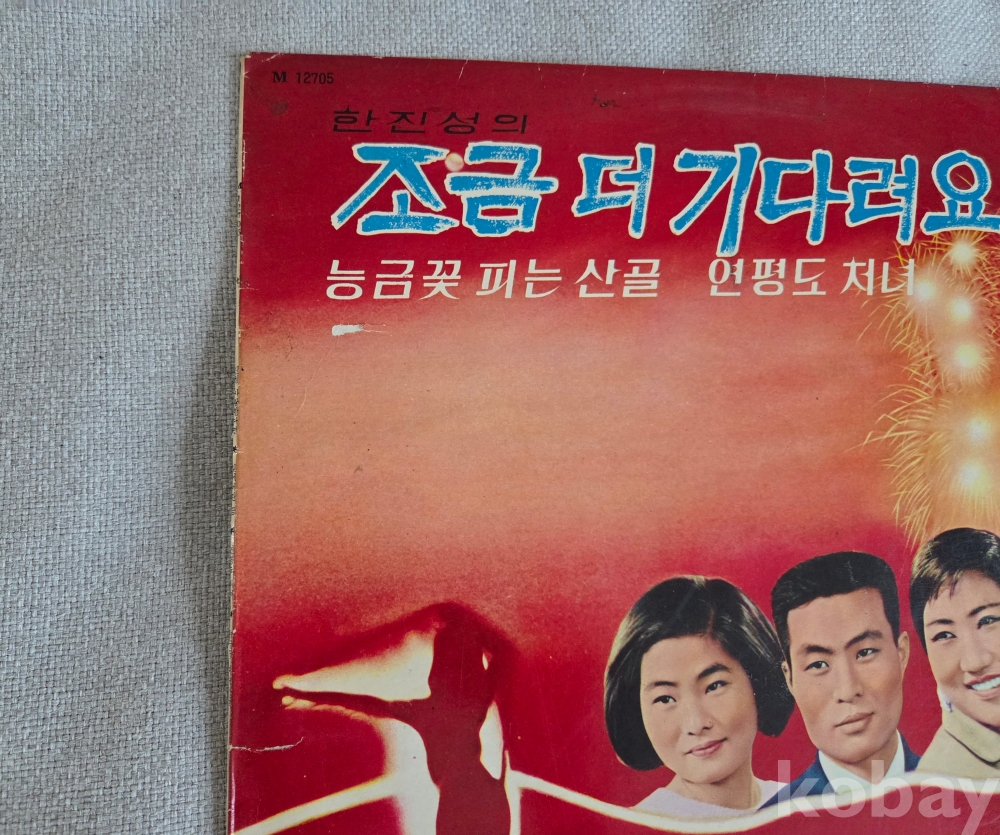 M 12705
한진성의
조금 더 기다려요
능금꽃 피는 산골 연평도 처녀
kobay